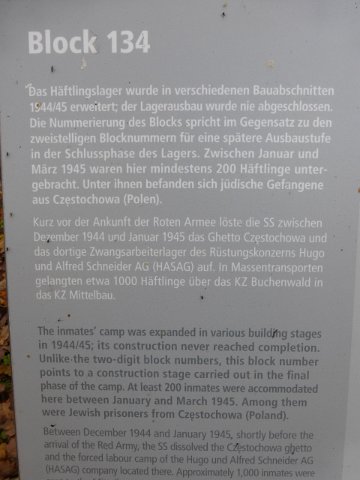 Block 134
Das Häftlingslager wurde in verschiedenen Bauabschnitten
1944/45 erweitert; der Lagerausbau wurde nie abgeschlossen.
Die Nummerierung des Blocks spricht im Gegensatz zu den
zweistelligen Blocknummern für eine spätere Ausbaustufe
in der Schlussphase des Lagers. Zwischen Januar und
März 1945 waren hier mindestens 200 Häftlinge unter-
gebracht. Unter ihnen befanden sich jüdische Gefangene
aus Częstochowa (Polen).
Kurz vor der Ankunft der Roten Armee löste die SS zwischen
Dezember 1944 und Januar 1945 das Ghetto Częstochowa und
das dortige Zwangsarbeiterlager des Rüstungskonzerns Hugo
und Alfred Schneider AG (HASAG) auf. In Massentransporten
gelangten etwa 1000 Häftlinge über das KZ Buchenwald in
das KZ Mittelbau.
The inmates' camp was expanded in various building stages
in 1944/45; its construction never reached completion.
Unlike the two-digit block numbers, this block number
points to a construction stage carried out in the final
phase of the camp. At least 200 inmates were accommodated
here between January and March 1945. Among them
were Jewish prisoners from Częstochowa (Poland).
Between December 1944 and January 1945, shortly before the
arrival of the Red Army, the SS dissolved the Częstochowa ghetto
and the forced labour camp of the Hugo und Alfred Schneider AG
(HASAG) company located there. Approximately 1,000 inmates were